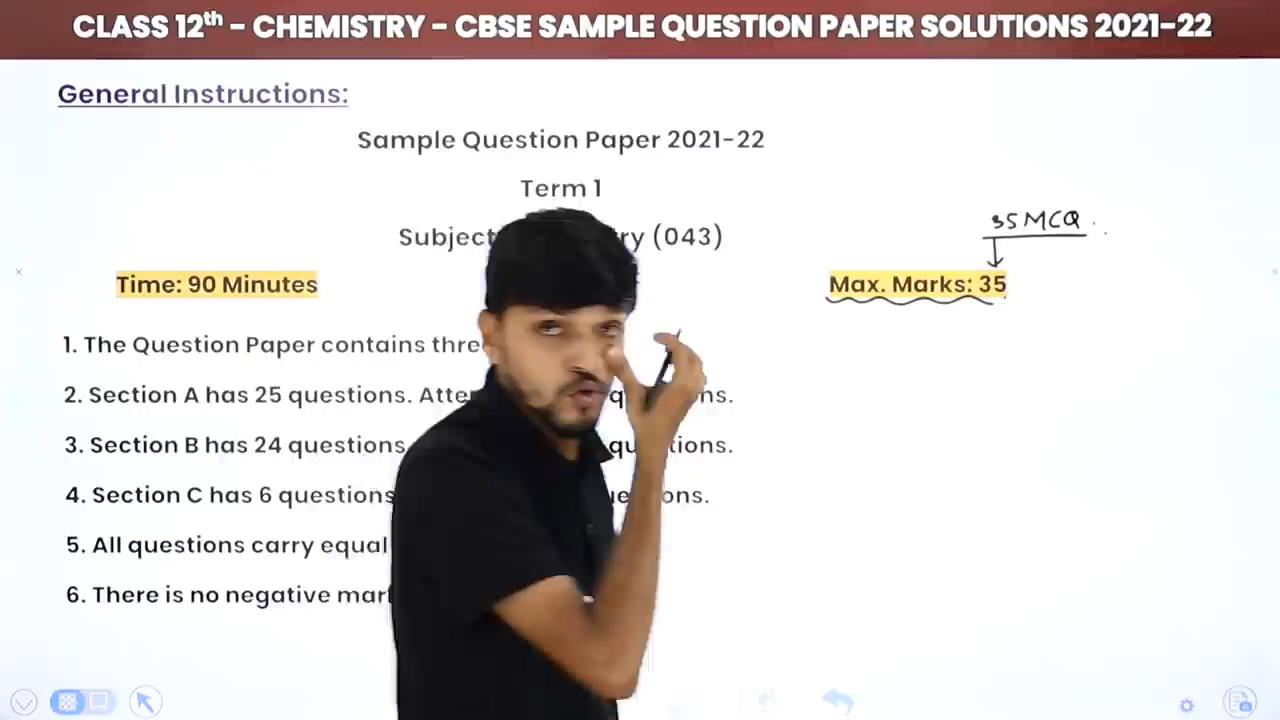 CLASS 12th - CHEMISTRY - CBSE SAMPLE QUESTION PAPER SOLUTIONS 2021-22
General Instructions:
Sample Question Paper 2021-22
Term 1
Subject ry (043)
35 MCQ
Time: 90 Minutes
Max. Marks: 35
1. The Question Paper contains thre
2. Section A has 25 questions. Atte q ns.
3. Section B has 24 questions qu tions.
4. Section C has 6 questions ue ons.
5. All questions carry equal
6. There is no negative mar